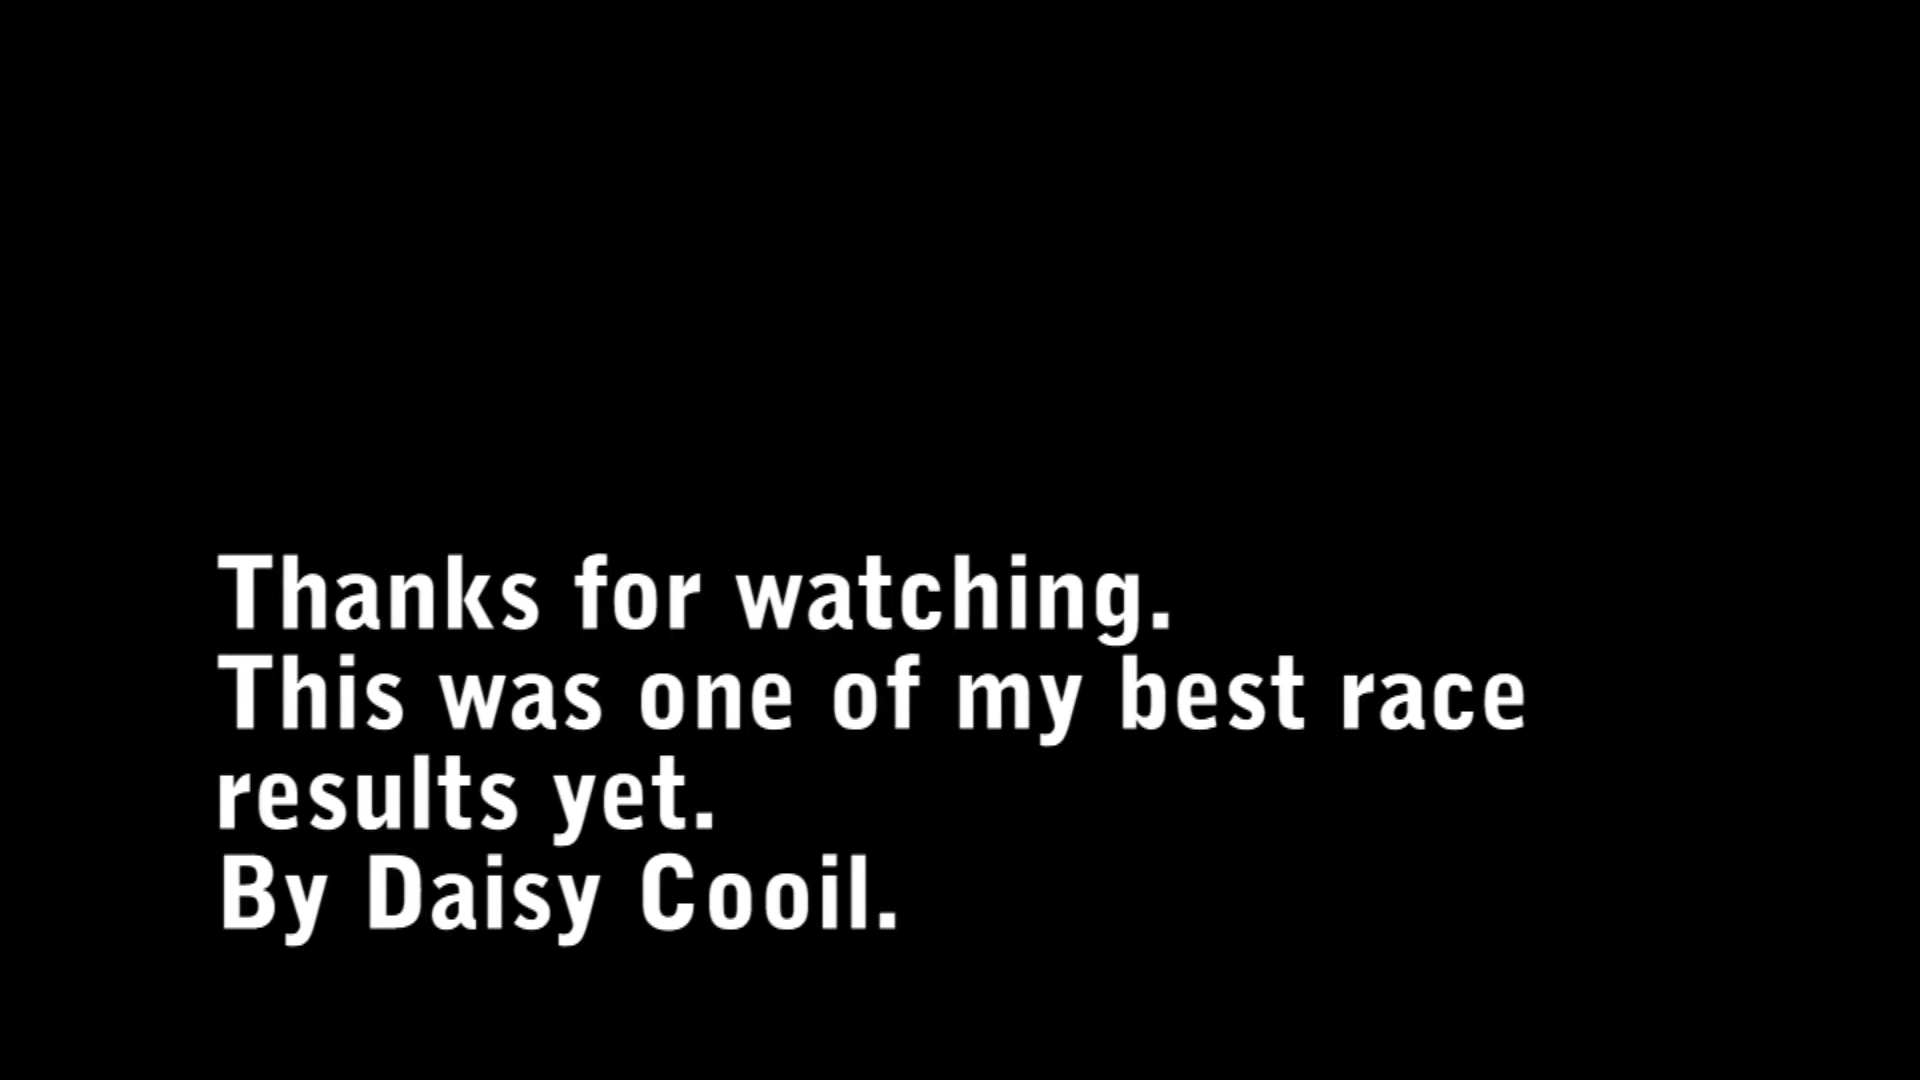 Thanks for watching.
This was one of my best race
results yet.
By Daisy Cooil.